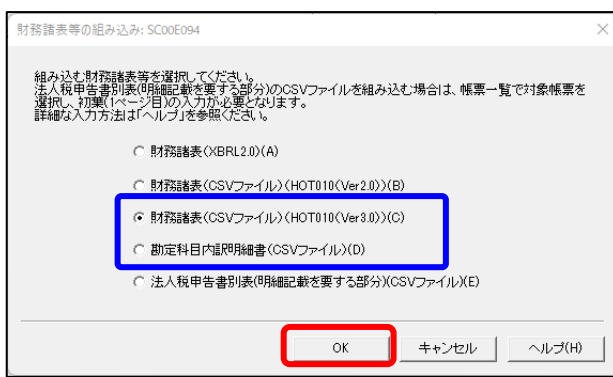 財務諸表等の組み込み: SC00E094
組み込む財務諸表等を選択してください。
法人税申告書別表(明細記載を要する部分)のCSVファイルを組み込む場合は、帳票一覧で対象帳票を
選択し、初葉(1ページ目)の入力が必要となります。
詳細な入力方法は「ヘルプ」を参照ください。
財務諸表(XBRL2.0)(A)
財務諸表(CSVファイル)(HOT010(Ver2.0))(B)
財務諸表(CSVファイル)(HOT010(Ver3.0))(C)
勘定科目内訳明細書(CSVファイル)(D)
法人税申告書別表(明細記載を要する部分)(CSVファイル)(E)
OK キャンセル ヘルプ(H)